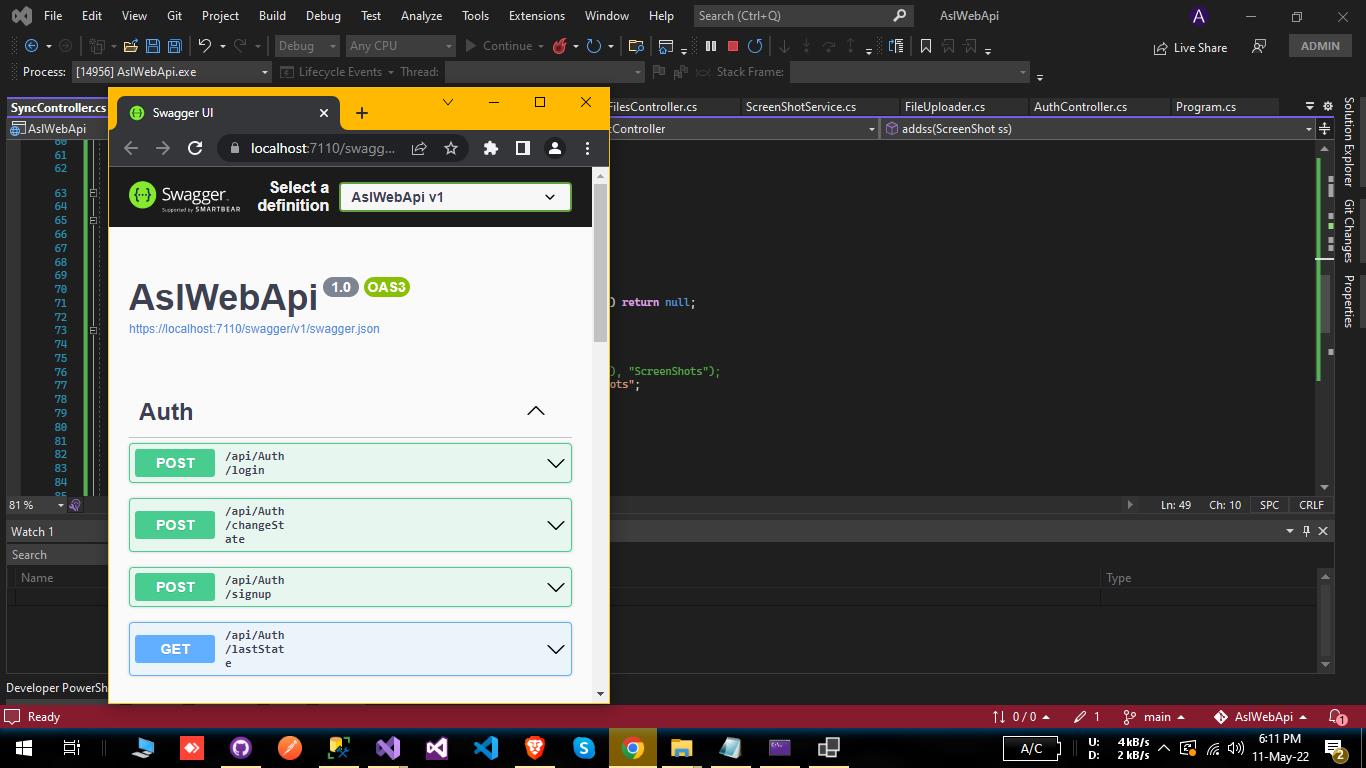 File Edit View Git Project Build Debug Test Analyze Tools Extensions Window Help Search (Ctrl+Q) AslWebApi A
Debug Any CPU Continue Live Share ADMIN
Process: [14956] AslWebApi.exe Lifecycle Events Thread: Stack Frame:
SyncController.cs FilesController.cs ScreenShotService.cs FileUploader.cs AuthController.cs Program.cs
AslWebApi Controller addss(ScreenShot ss)
Swagger UI
localhost:7110/swagg...
Swagger
Supported by SMARTBEAR
Select a
definition
AslWebApi v1
AslWebApi 1.0 OAS3
https://localhost:7110/swagger/v1/swagger.json
Auth
POST /api/Auth
/login
POST /api/Auth
/changeSt
ate
POST /api/Auth
/signup
GET /api/Auth
/lastStat
e
60
61
62
63
64
65
66
67
68
69
70
71
72
73
74
75
76
77
78
79
80
81
82
83
84
85
) return null;
), "ScreenShots");
ots";
Solution Explorer
Git Changes
Properties
81 % Ln: 49 Ch: 10 SPC CRLF
Watch 1
Search
Name Type
Developer PowerSh
Ready 0 / 0 1 main AslWebApi 1
A/C U: 4 kB/s
D: 2 kB/s
6:11 PM
11-May-22
2